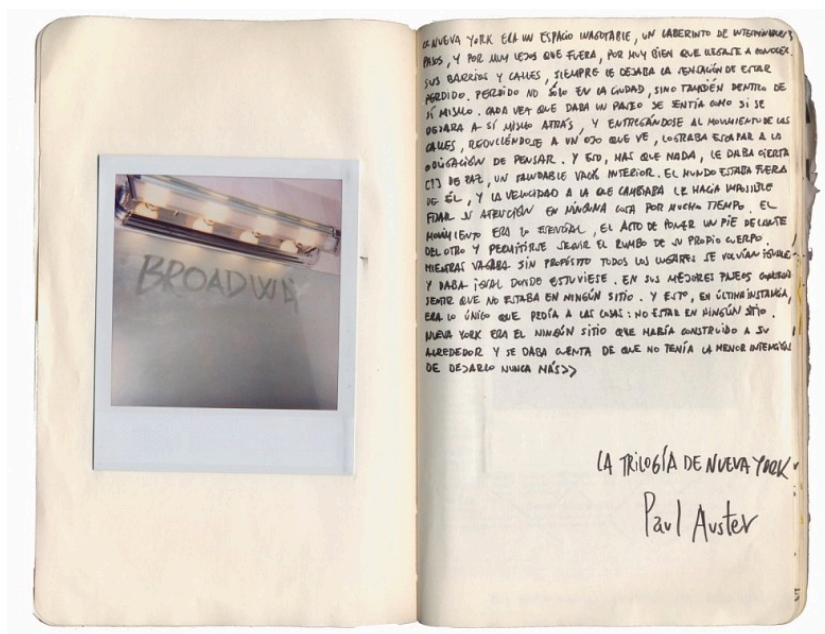 BROADWAY
<<NUEVA YORK ERA UN ESPACIO INAGOTABLE, UN LABERINTO DE INTERMINABLES
PASOS, Y POR MUY LEJOS QUE FUERA, POR MUY BIEN QUE LLEGASE A CONOCER
SUS BARRIOS Y CALLES, SIEMPRE LE DEJABA LA SENSACIÓN DE ESTAR
PERDIDO. PERDIDO NO SÓLO EN LA CIUDAD, SINO TAMBIÉN DENTRO DE
SÍ MISMO. CADA VEZ QUE DABA UN PASEO SE SENTÍA COMO SI SE
DEJARA A SÍ MISMO ATRÁS, Y ENTREGÁNDOSE AL MOVIMIENTO DE LAS
CALLES, REDUCIÉNDOSE A UN OJO QUE VE, LOGRABA ESCAPAR A LA
OBLIGACIÓN DE PENSAR. Y ESO, MÁS QUE NADA, LE DABA CIERTA
[T] DE PAZ, UN SALUDABLE VACÍO INTERIOR. EL MUNDO ESTABA FUERA
DE ÉL, Y LA VELOCIDAD A LA QUE CAMBIABA LE HACÍA IMPOSIBLE
FIJAR SU ATENCIÓN EN NINGUNA COSA POR MUCHO TIEMPO. EL
MOVIMIENTO ERA LO ESENCIAL, EL ACTO DE PONER UN PIE DELANTE
DEL OTRO Y PERMITIRSE SEGUIR EL RUMBO DE SU PROPIO CUERPO.
MIENTRAS VAGABA SIN PROPÓSITO TODOS LOS LUGARES SE VOLVÍAN IGUALES
Y DABA IGUAL DONDE ESTUVIESE. EN SUS MEJORES PASEOS CONSEGUÍA
SENTIR QUE NO ESTABA EN NINGÚN SITIO. Y ESTO, EN ÚLTIMA INSTANCIA,
ERA LO ÚNICO QUE PEDÍA A LAS COSAS: NO ESTAR EN NINGÚN SITIO.
NUEVA YORK ERA EL NINGÚN SITIO QUE HABÍA CONSTRUIDO A SU
ALREDEDOR Y SE DABA CUENTA DE QUE NO TENÍA LA MENOR INTENCIÓN
DE DEJARLO NUNCA MÁS>>
LA TRILOGÍA DE NUEVA YORK
Paul Auster